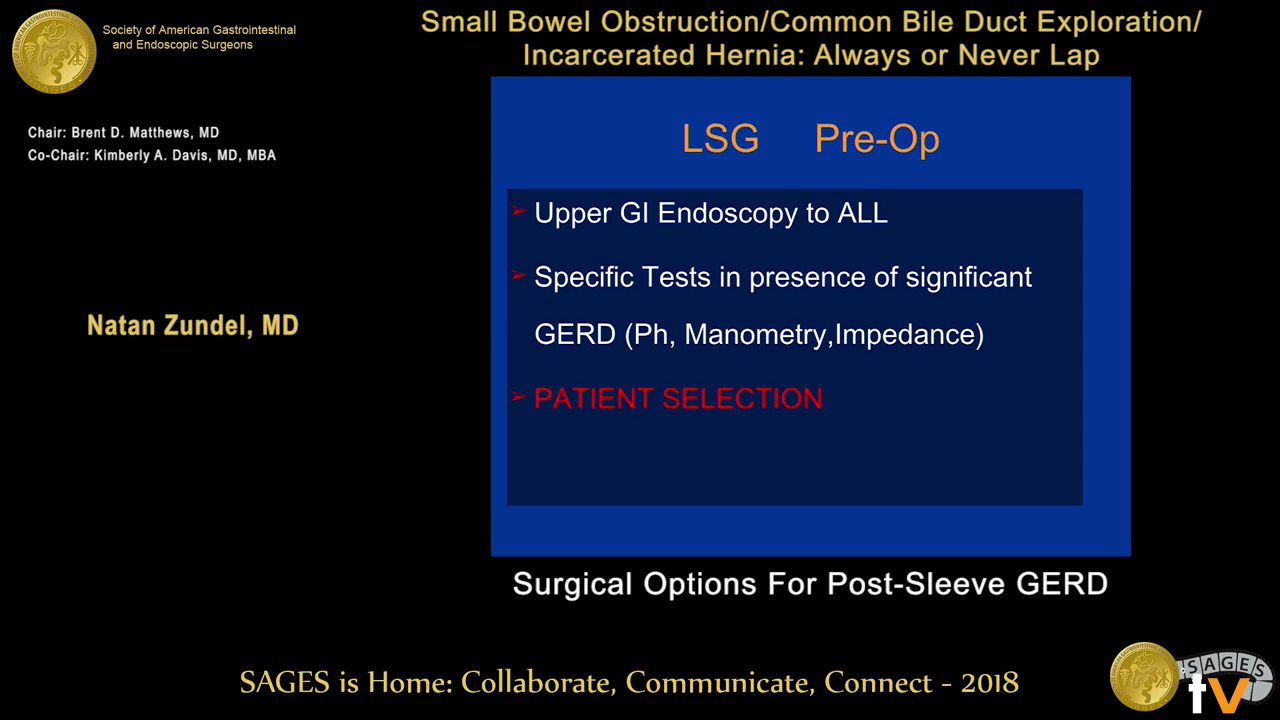 Society of American Gastrointestinal
and Endoscopic Surgeons
Small Bowel Obstruction/Common Bile Duct Exploration/
Incarcerated Hernia: Always or Never Lap
Chair: Brent D. Matthews, MD
Co-Chair: Kimberly A. Davis, MD, MBA
Natan Zundel, MD
LSG Pre-Op
Upper GI Endoscopy to ALL
Specific Tests in presence of significant
GERD (Ph, Manometry,Impedance)
PATIENT SELECTION
Surgical Options For Post-Sleeve GERD
SAGES is Home: Collaborate, Communicate, Connect - 2018
SAGES
tv